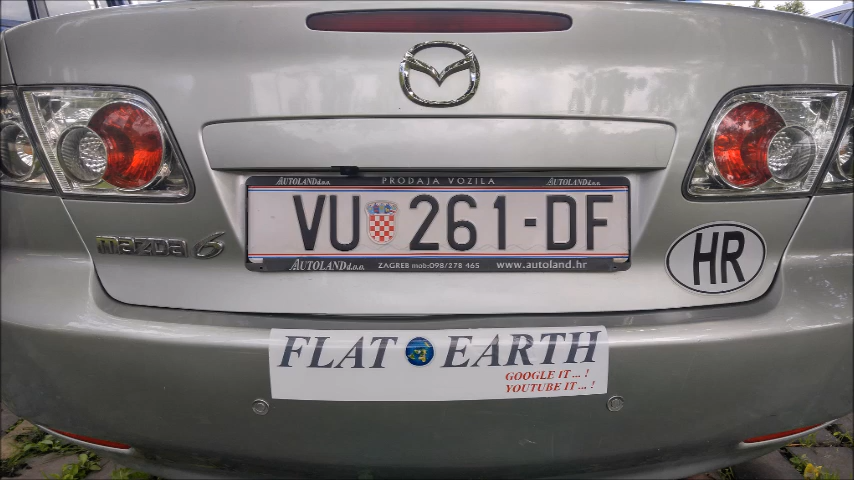 AUTOLAND d.o.o. PRODAJA VOZILA AUTOLAND d.o.o.
VU 261-DF
AUTOLAND d.o.o. ZAGREB mob:098/278 465 www.autoland.hr
mazda 6
HR
FLAT EARTH
GOOGLE IT ... !
YOUTUBE IT ... !